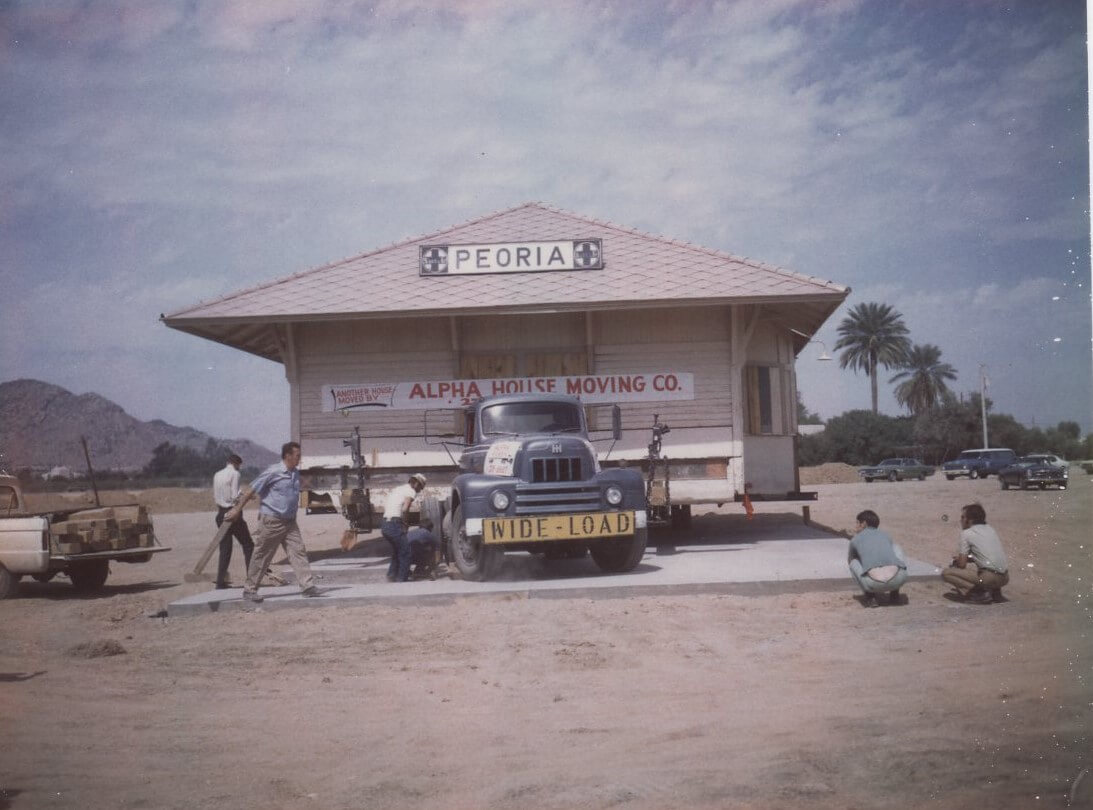 PEORIA
ANOTHER HOUSE
MOVED BY
ALPHA HOUSE MOVING CO.
WIDE-LOAD